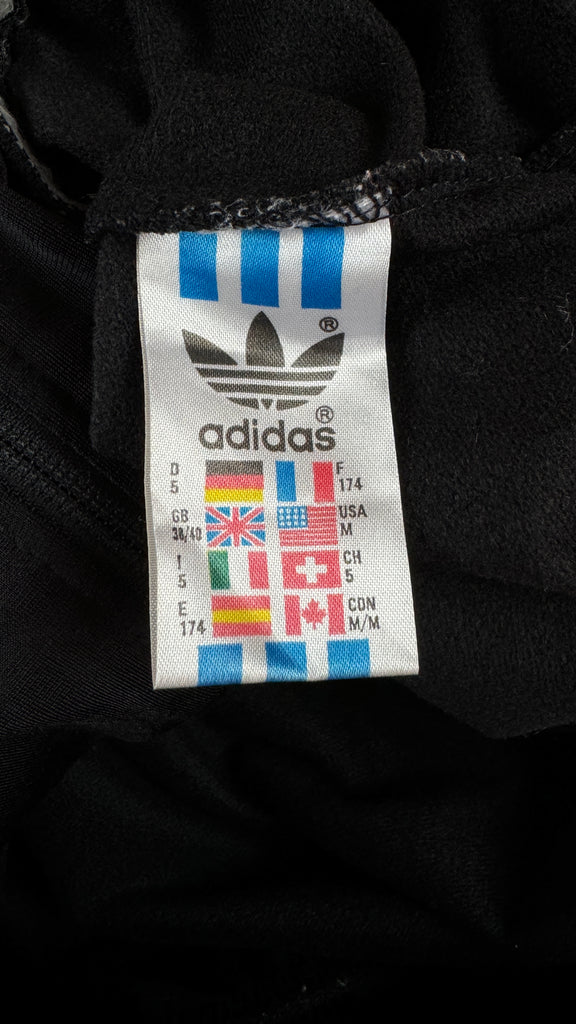 ®
adidas®
D 5 F 174
GB 38/40 USA M
I 5 CH 5
E 174 CDN M/M